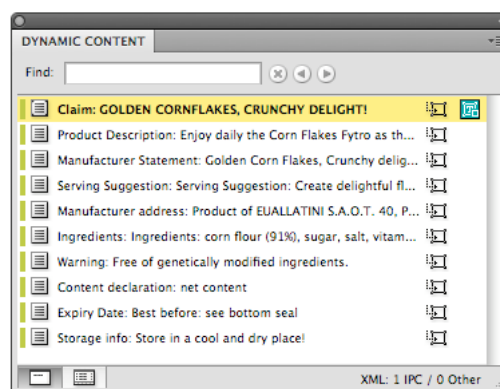 DYNAMIC CONTENT
Find:
Claim: GOLDEN CORNFLAKES, CRUNCHY DELIGHT!
Product Description: Enjoy daily the Corn Flakes Fytro as th...
Manufacturer Statement: Golden Corn Flakes, Crunchy delig...
Serving Suggestion: Serving Suggestion: Create delightful fl...
Manufacturer address: Product of EUALLATINI S.A.O.T. 40, P...
Ingredients: Ingredients: corn flour (91%), sugar, salt, vitam...
Warning: Free of genetically modified ingredients.
Content declaration: net content
Expiry Date: Best before: see bottom seal
Storage info: Store in a cool and dry place!
XML: 1 IPC / 0 Other